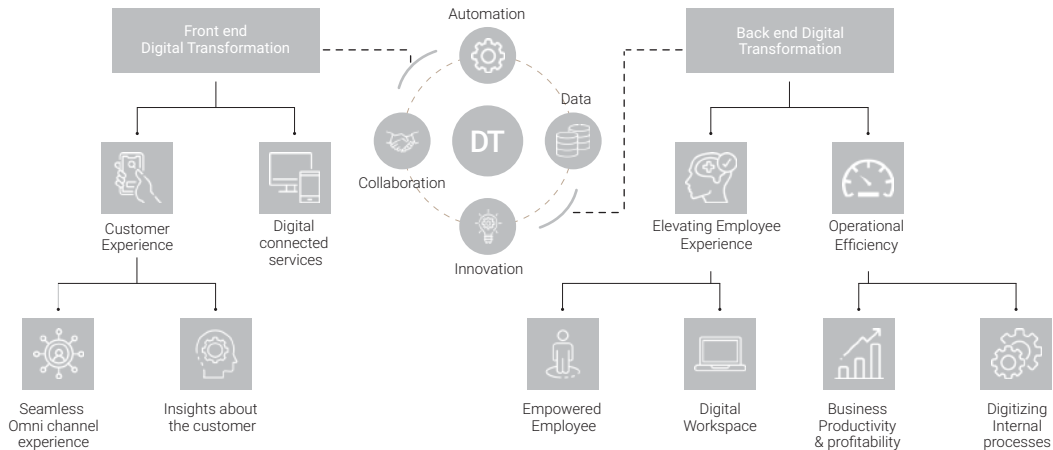 Automation
Front end
Digital Transformation
Back end Digital
Transformation
Data
DT
Collaboration
Innovation
Customer
Experience
Digital
connected
services
Elevating Employee
Experience
Operational
Efficiency
Seamless
Omni channel
experience
Insights about
the customer
Empowered
Employee
Digital
Workspace
Business
Productivity
& profitability
Digitizing
Internal
processes